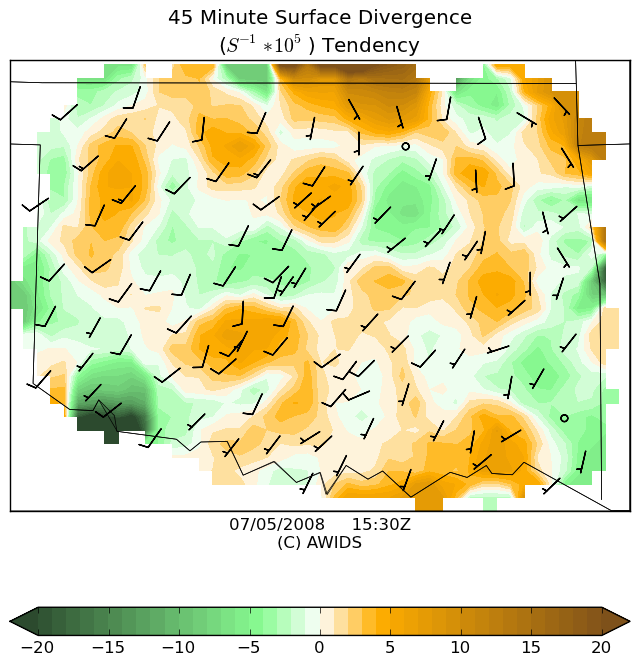 45 Minute Surface Divergence
(S⁻¹ * 10⁵ ) Tendency
07/05/2008 15:30Z
(C) AWIDS
−20 −15 −10 −5 0 5 10 15 20